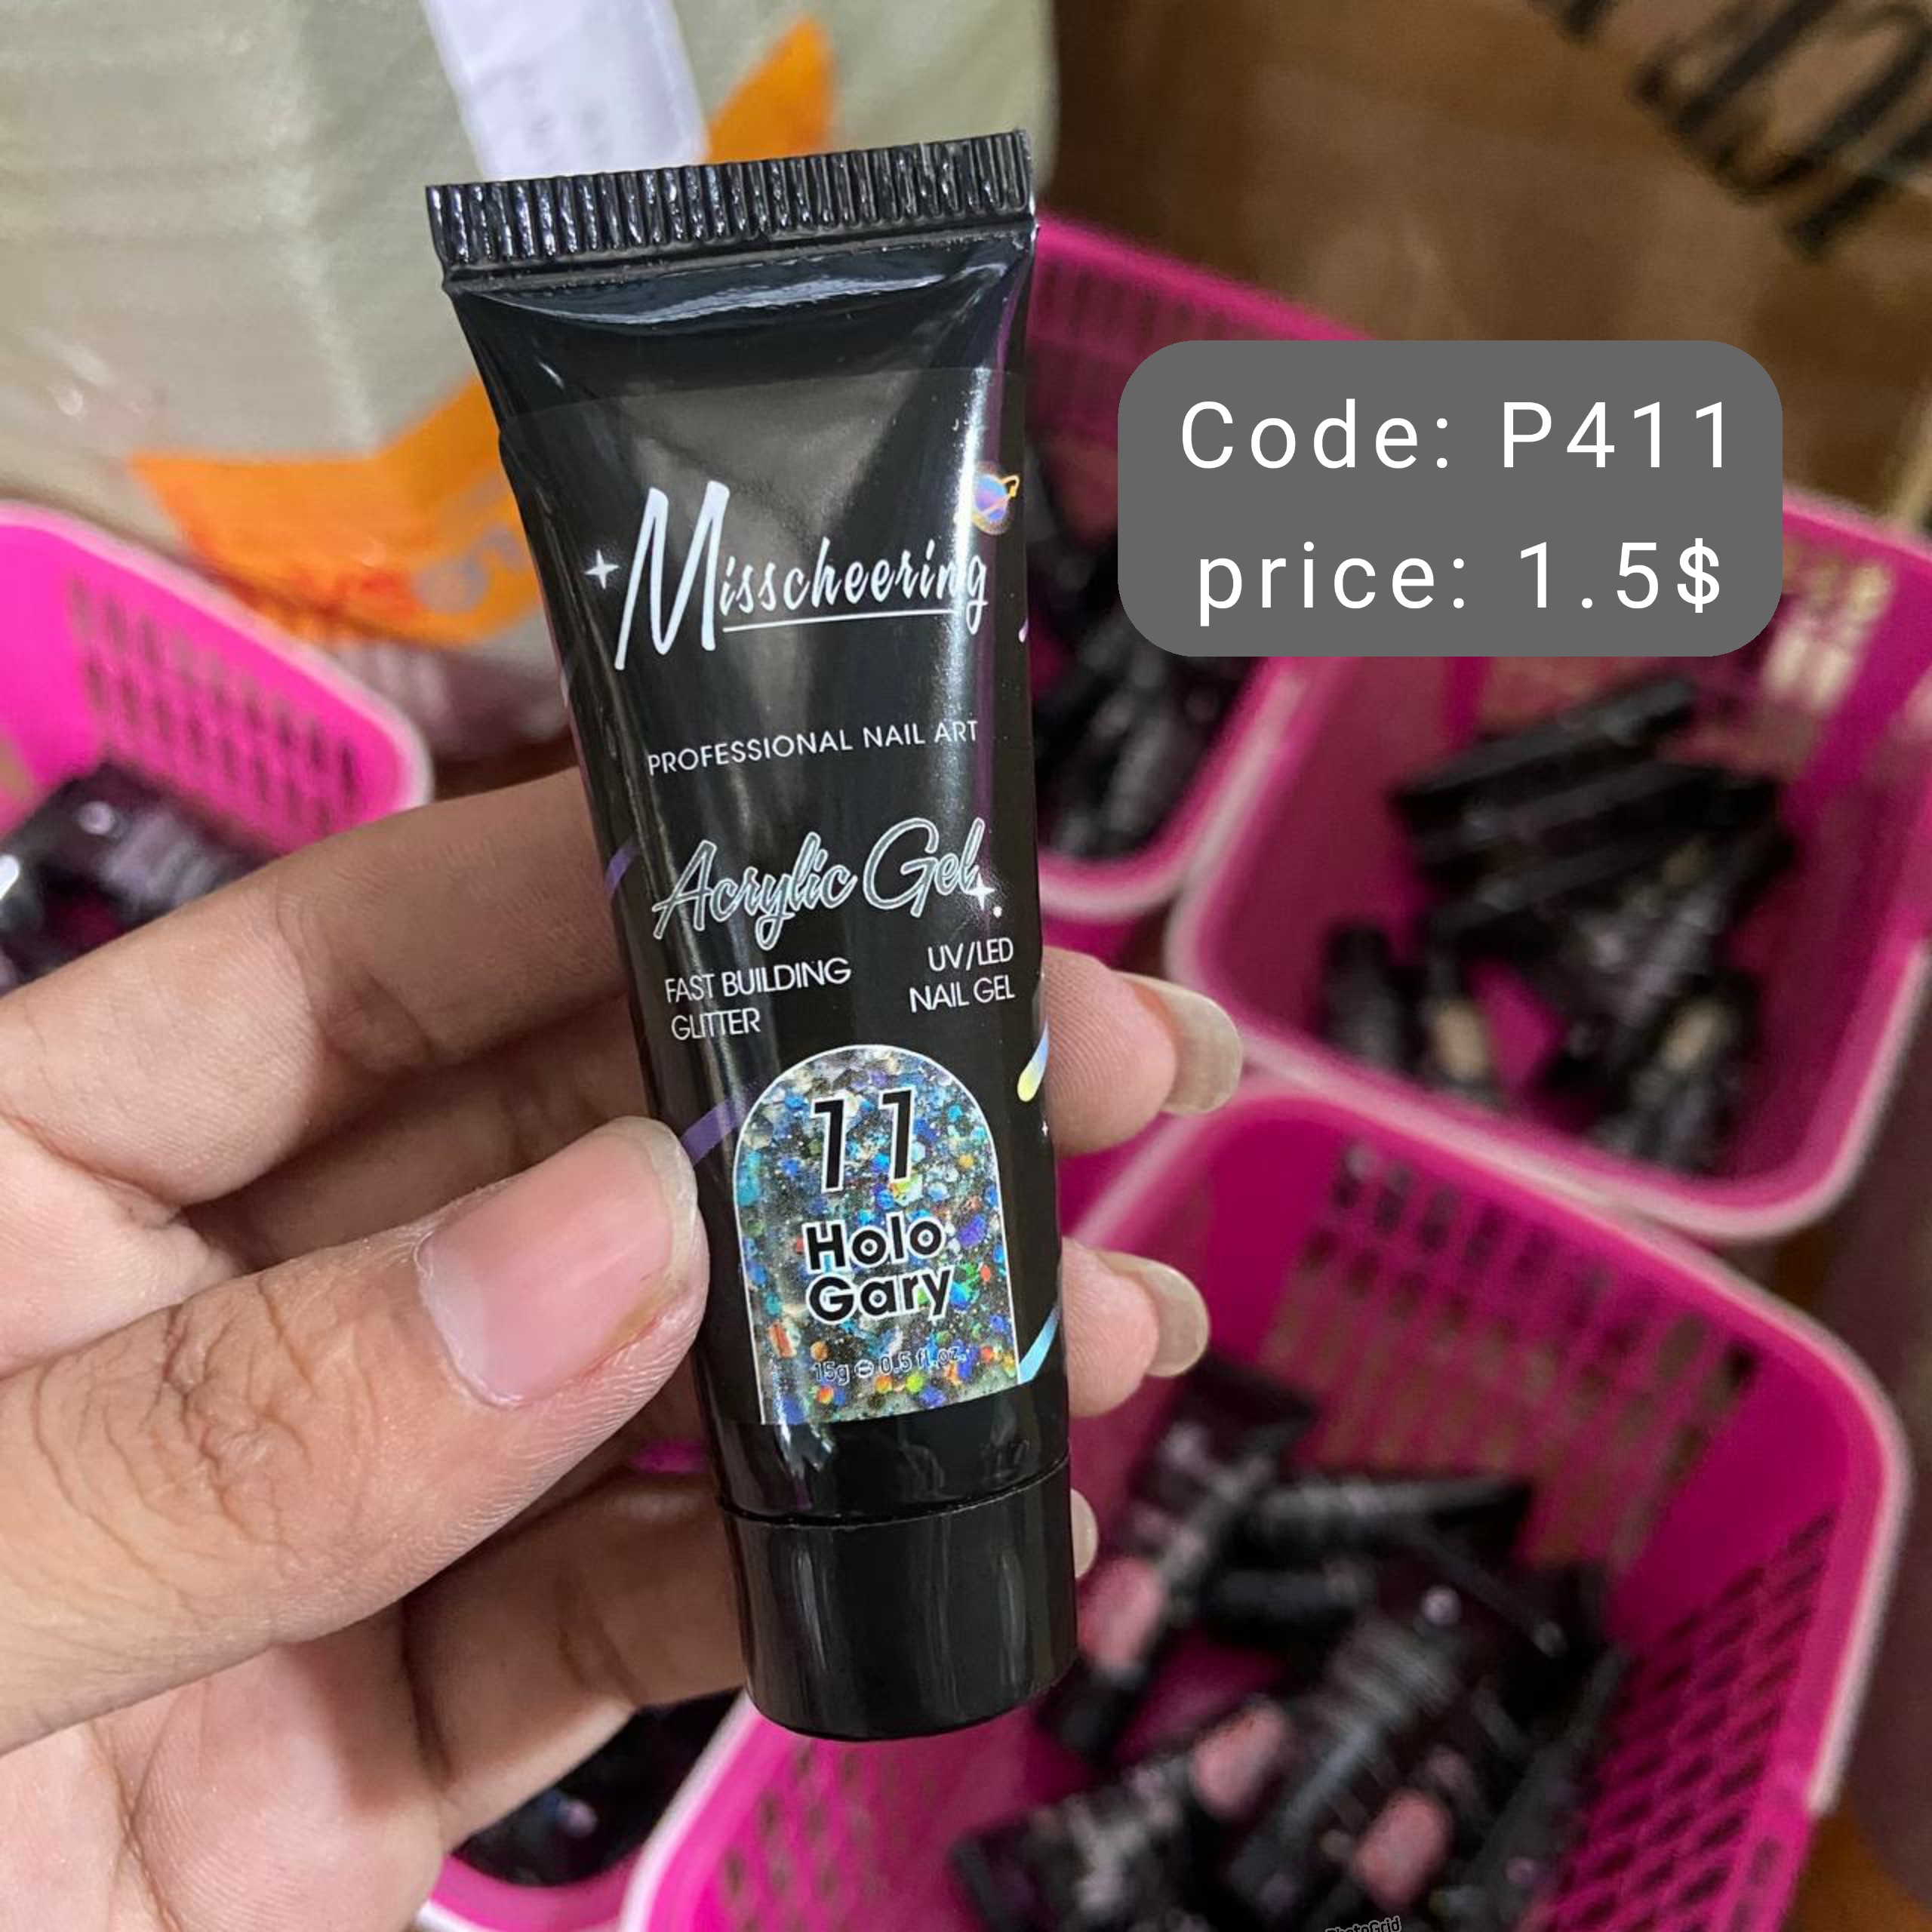 Code: P411
price: 1.5$
Misscheering
PROFESSIONAL NAIL ART
Acrylic Gel
FAST BUILDING
GLITTER
UV/LED
NAIL GEL
11
Holo
Gary
15g ⊖ 0.5 fl.oz.
PhotoGrid